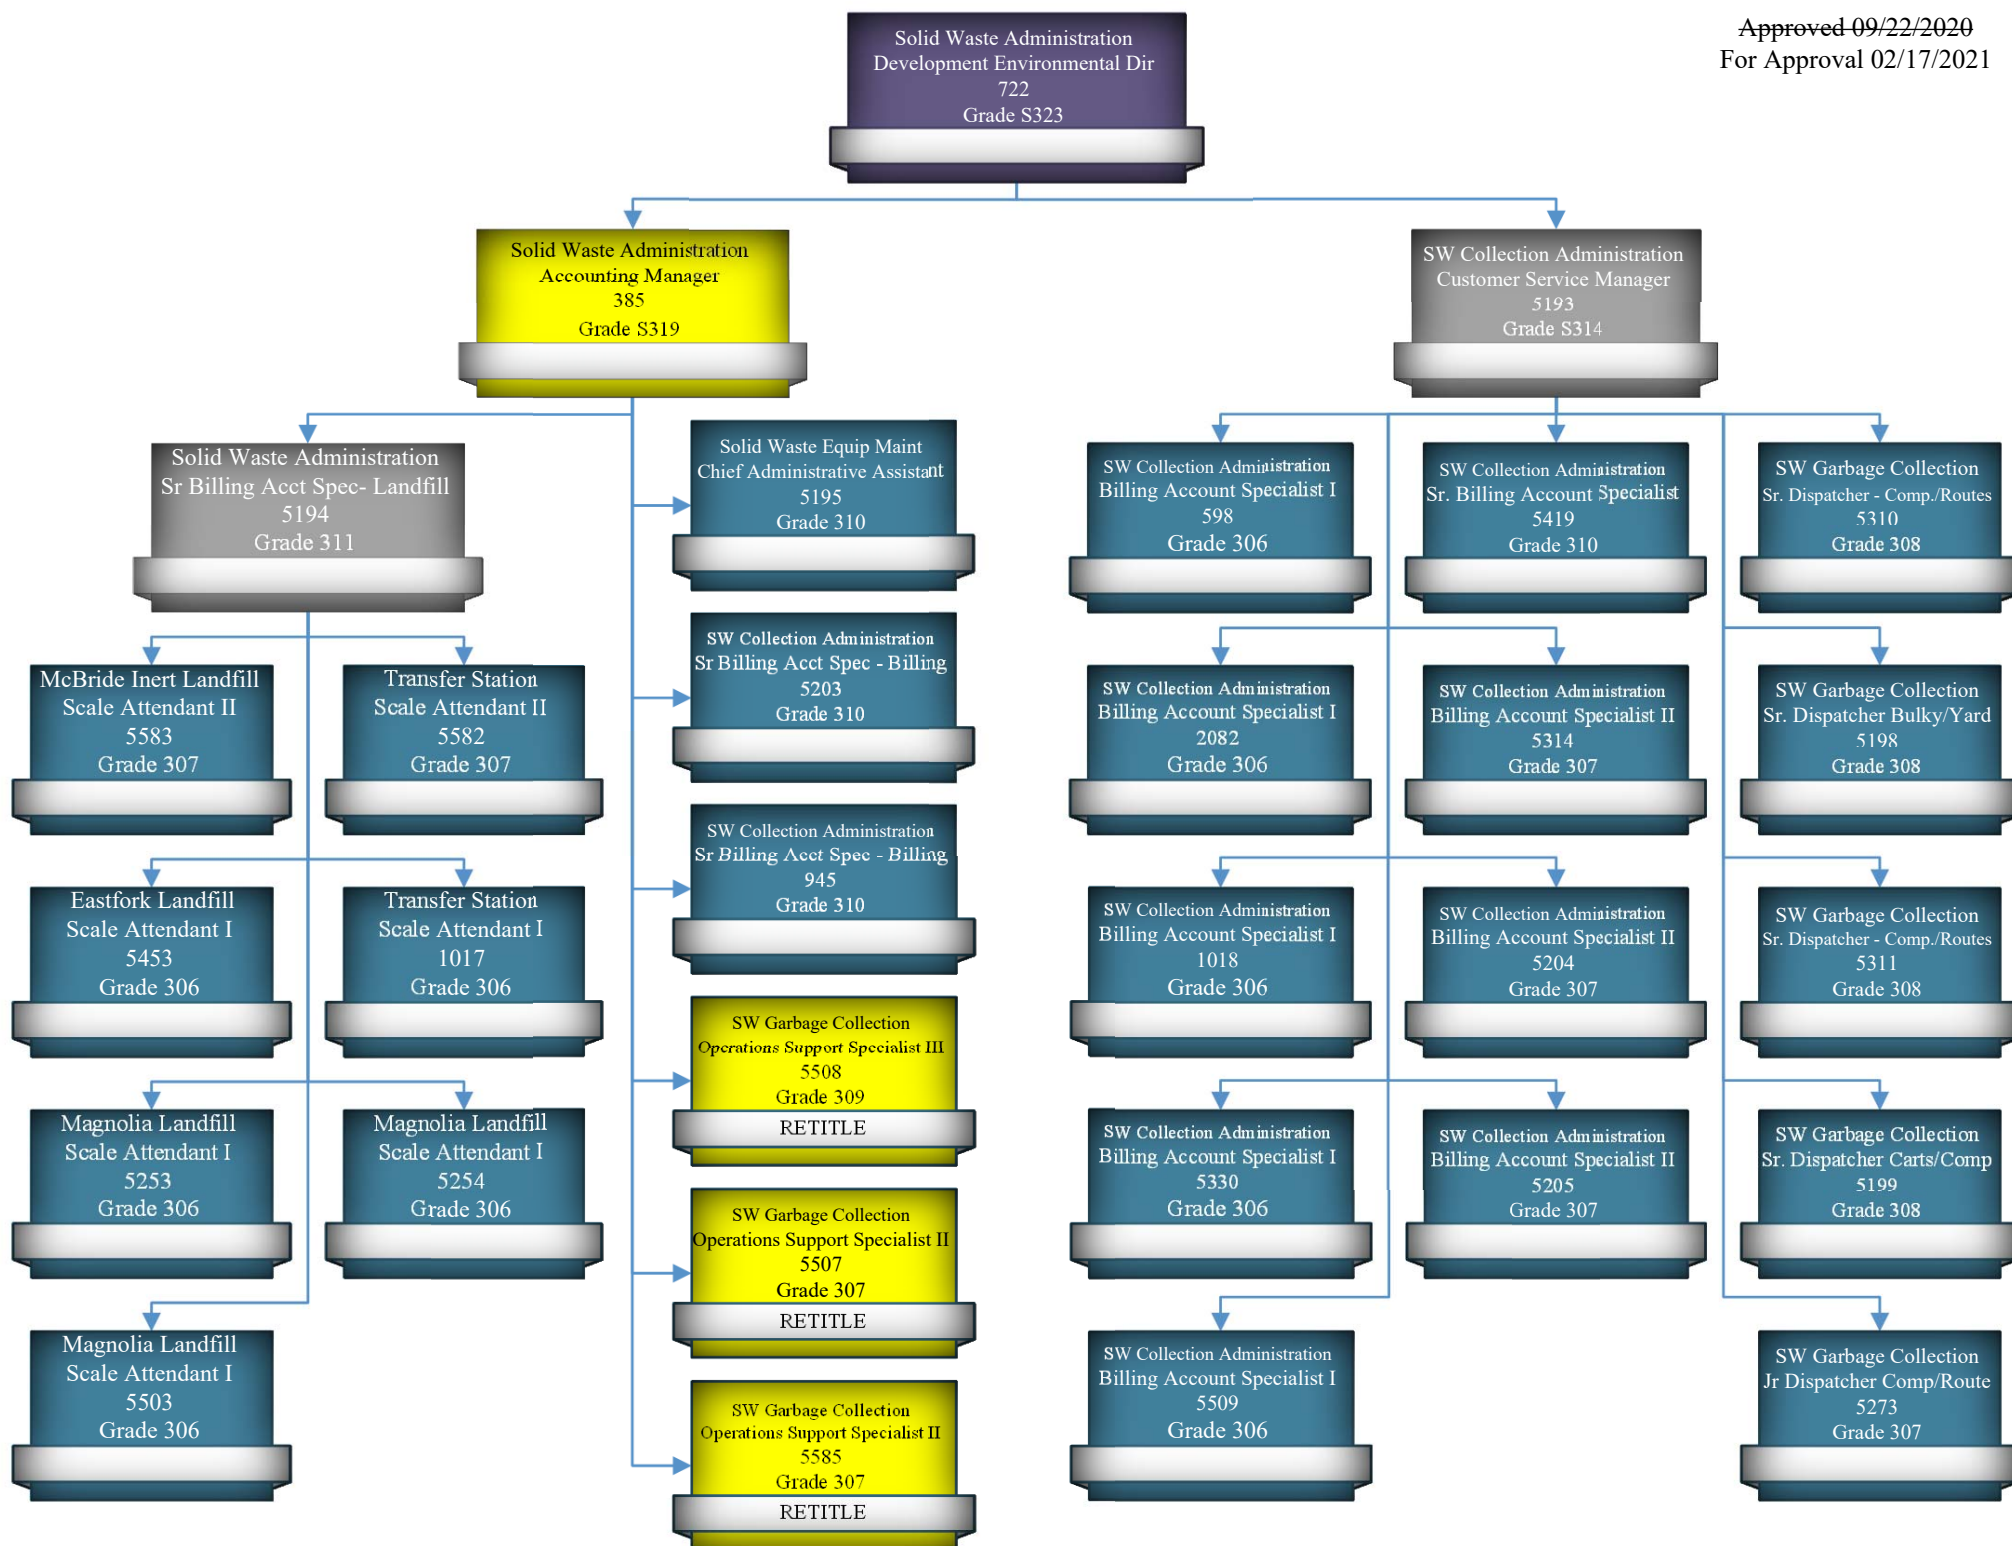 Approved 09/22/2020
For Approval 02/17/2021
Solid Waste Administration
Development Environmental Dir
722
Grade S323
Solid Waste Administration
Accounting Manager
385
Grade S319
SW Collection Administration
Customer Service Manager
5193
Grade S314
Solid Waste Administration
Sr Billing Acct Spec- Landfill
5194
Grade 311
McBride Inert Landfill
Scale Attendant II
5583
Grade 307
Transfer Station
Scale Attendant II
5582
Grade 307
Eastfork Landfill
Scale Attendant I
5453
Grade 306
Transfer Station
Scale Attendant I
1017
Grade 306
Magnolia Landfill
Scale Attendant I
5253
Grade 306
Magnolia Landfill
Scale Attendant I
5254
Grade 306
Magnolia Landfill
Scale Attendant I
5503
Grade 306
Solid Waste Equip Maint
Chief Administrative Assistant
5195
Grade 310
SW Collection Administration
Sr Billing Acct Spec - Billing
5203
Grade 310
SW Collection Administration
Sr Billing Acct Spec - Billing
945
Grade 310
SW Garbage Collection
Operations Support Specialist III
5508
Grade 309
RETITLE
SW Garbage Collection
Operations Support Specialist II
5507
Grade 307
RETITLE
SW Garbage Collection
Operations Support Specialist II
5585
Grade 307
RETITLE
SW Collection Administration
Billing Account Specialist I
598
Grade 306
SW Collection Administration
Sr. Billing Account Specialist
5419
Grade 310
SW Garbage Collection
Sr. Dispatcher - Comp./Routes
5310
Grade 308
SW Collection Administration
Billing Account Specialist I
2082
Grade 306
SW Collection Administration
Billing Account Specialist II
5314
Grade 307
SW Garbage Collection
Sr. Dispatcher Bulky/Yard
5198
Grade 308
SW Collection Administration
Billing Account Specialist I
1018
Grade 306
SW Collection Administration
Billing Account Specialist II
5204
Grade 307
SW Garbage Collection
Sr. Dispatcher - Comp./Routes
5311
Grade 308
SW Collection Administration
Billing Account Specialist I
5330
Grade 306
SW Collection Administration
Billing Account Specialist II
5205
Grade 307
SW Garbage Collection
Sr. Dispatcher Carts/Comp
5199
Grade 308
SW Collection Administration
Billing Account Specialist I
5509
Grade 306
SW Garbage Collection
Jr Dispatcher Comp/Route
5273
Grade 307